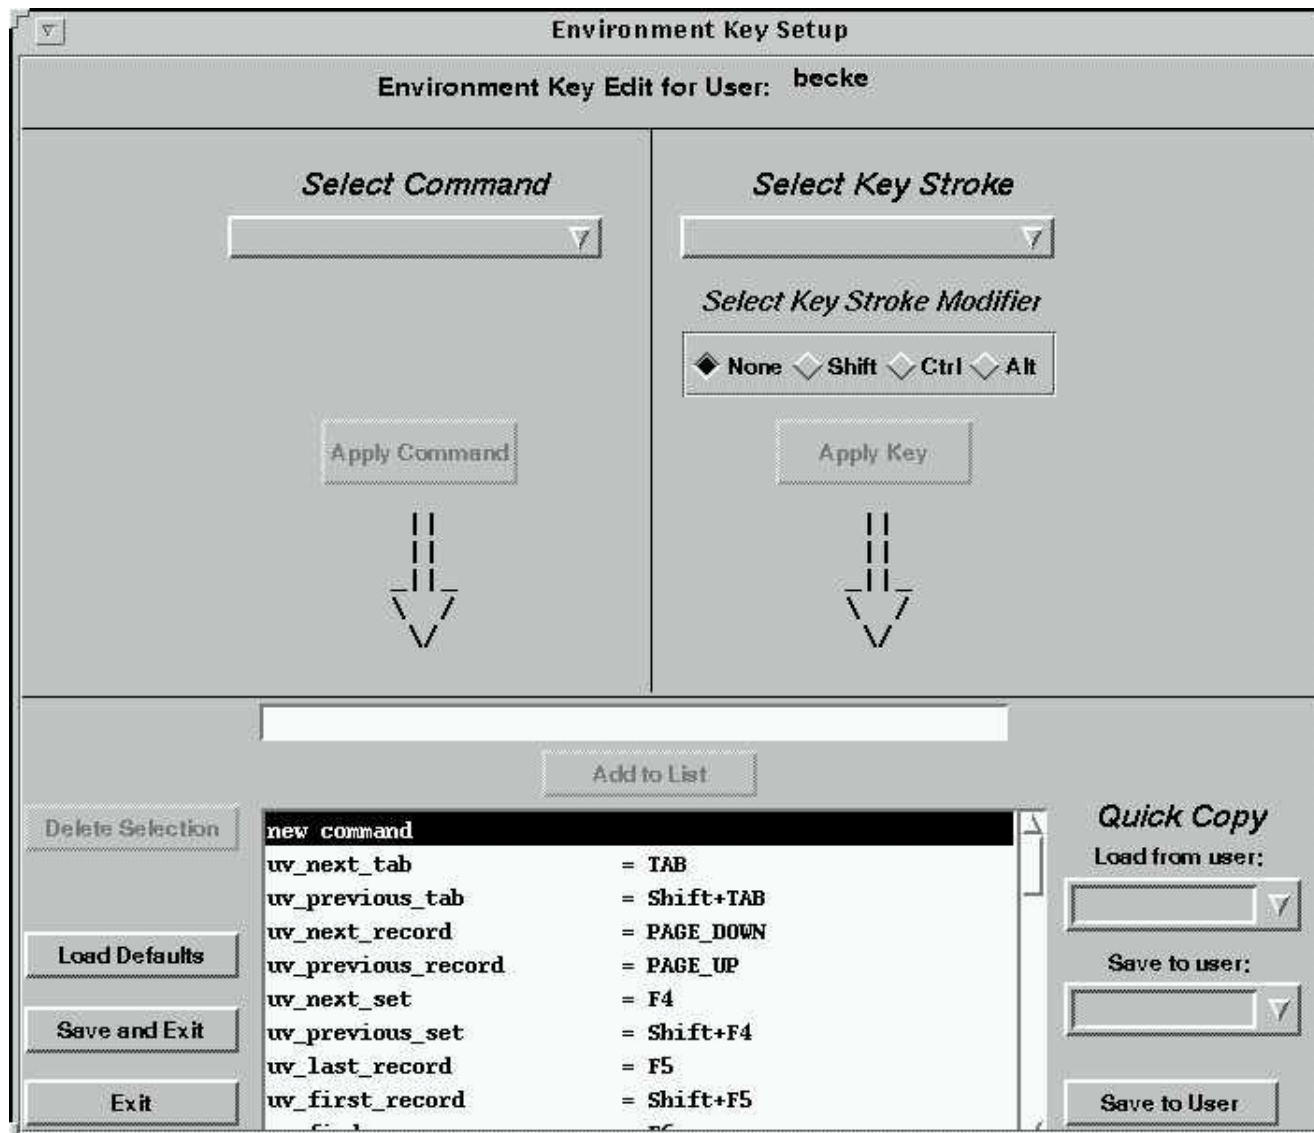 Environment Key Setup
Environment Key Edit for User: becke
Select Command
Select Key Stroke
Select Key Stroke Modifier
None Shift Ctrl Alt
Apply Command
Apply Key
Add to List
Delete Selection
Load Defaults
Save and Exit
Exit
new command
uv_next_tab = TAB
uv_previous_tab = Shift+TAB
uv_next_record = PAGE_DOWN
uv_previous_record = PAGE_UP
uv_next_set = F4
uv_previous_set = Shift+F4
uv_last_record = F5
uv_first_record = Shift+F5
Quick Copy
Load from user:
Save to user:
Save to User